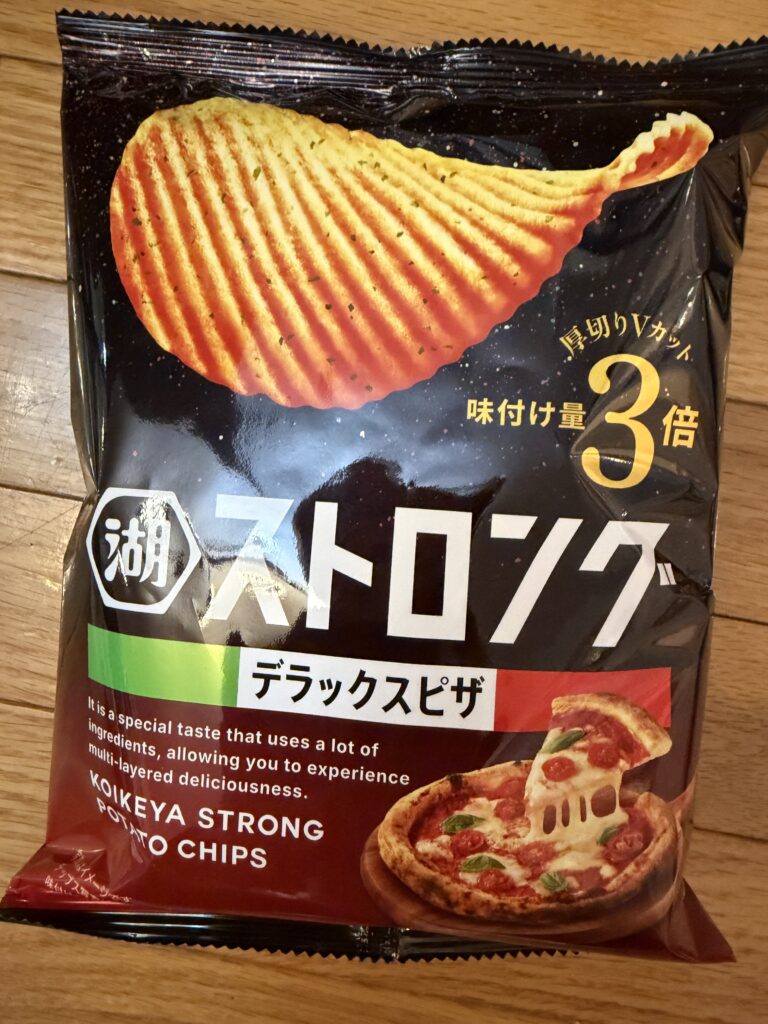 厚切りVカット
味付け量3倍
湖
ストロング
デラックスピザ
It is a special taste that uses a lot of
ingredients, allowing you to experience
multi-layered deliciousness.
KOIKEYA STRONG
POTATO CHIPS